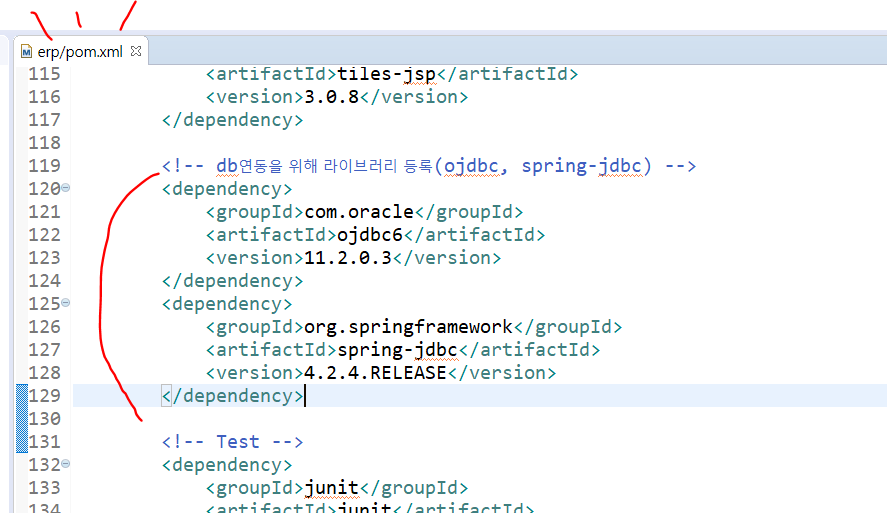 erp/pom.xml
115 <artifactId>tiles-jsp</artifactId>
116 <version>3.0.8</version>
117 </dependency>
118
119 <!-- db연동을 위해 라이브러리 등록(ojdbc, spring-jdbc) -->
120 <dependency>
121 <groupId>com.oracle</groupId>
122 <artifactId>ojdbc6</artifactId>
123 <version>11.2.0.3</version>
124 </dependency>
125 <dependency>
126 <groupId>org.springframework</groupId>
127 <artifactId>spring-jdbc</artifactId>
128 <version>4.2.4.RELEASE</version>
129 </dependency>
130
131 <!-- Test -->
132 <dependency>
133 <groupId>junit</groupId>
134 <artifactId>junit</artifactId>